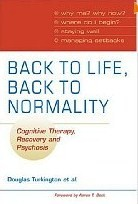 » why me? why now?
» where do I begin?
» staying well
» managing setbacks
BACK TO LIFE,
BACK TO
NORMALITY
Cognitive Therapy,
Recovery and
Psychosis
Douglas Turkington et al.
Foreword by Aaron T. Beck